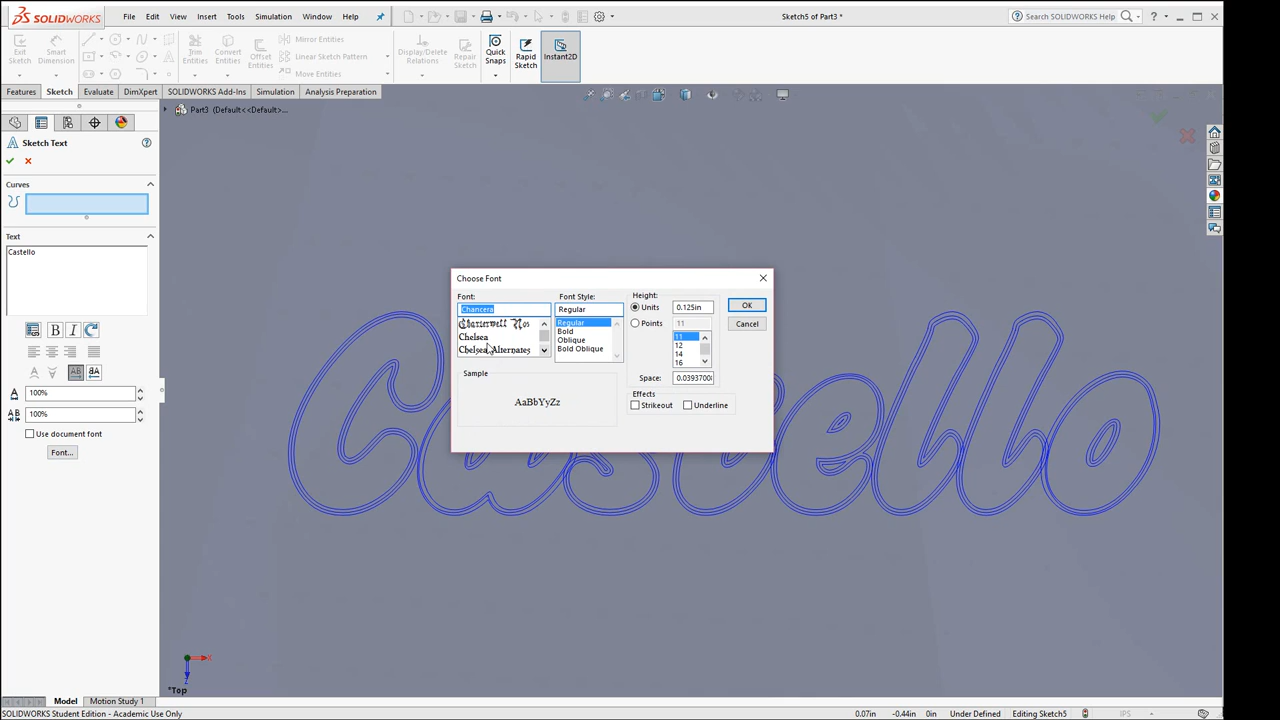 SOLIDWORKS File Edit View Insert Tools Simulation Window Help Sketch5 of Part3 * Search SOLIDWORKS Help
Exit Sketch
Smart Dimension
Trim Entities
Convert Entities
Offset Entities
Mirror Entities
Linear Sketch Pattern
Move Entities
Display/Delete Relations
Repair Sketch
Quick Snaps
Rapid Sketch
Instant2D
Features Sketch Evaluate DimXpert SOLIDWORKS Add-Ins Simulation Analysis Preparation
Part3 (Default<<Default>...
Sketch Text
Curves
Text
Castello
B I
AB
100%
AB 100%
Use document font
Font...
Castello
Choose Font
Font:
Chancera
Chelsea
Chelsea Alternates
Font Style:
Regular
Regular
Bold
Oblique
Bold Oblique
Height:
Units 0.125in
Points 11
11
12
14
16
Space: 0.0393700
OK
Cancel
Sample
AaBbYyZz
Effects
Strikeout Underline
X
Z
*Top
Model Motion Study 1
SOLIDWORKS Student Edition - Academic Use Only 0.07in -0.44in 0in Under Defined Editing Sketch5 IPS